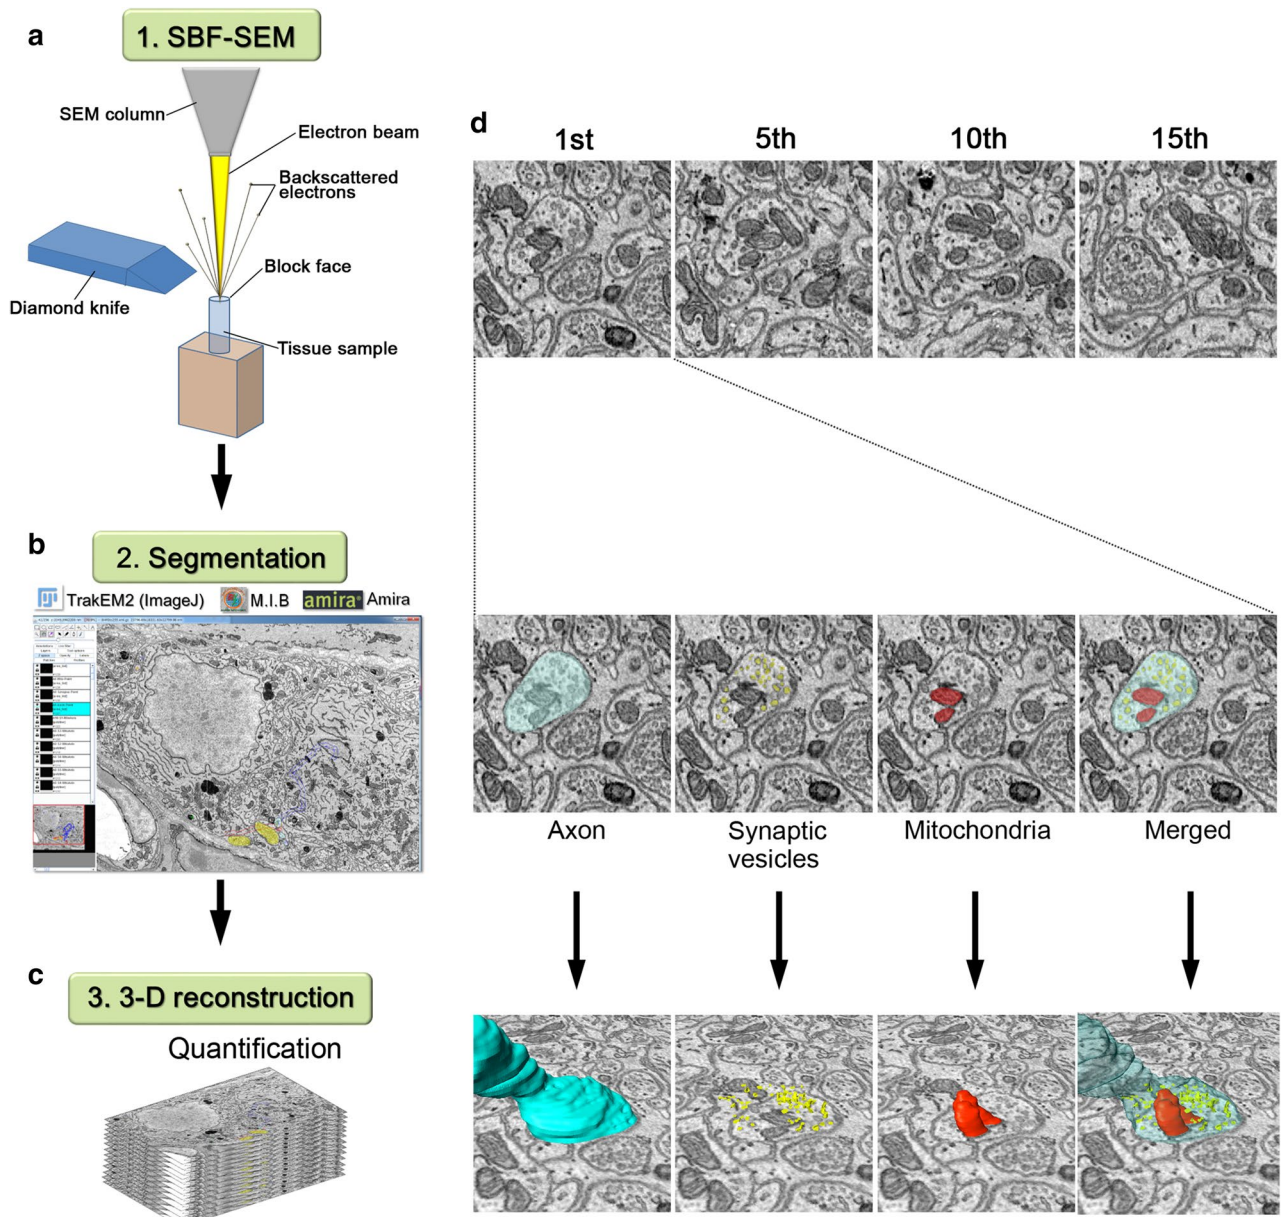 a
1. SBF-SEM
SEM column
Electron beam
Backscattered
electrons
Block face
Diamond knife
Tissue sample
b
2. Segmentation
TrakEM2 (ImageJ)
M.I.B
amira
Amira
c
3. 3-D reconstruction
Quantification
d
1st
5th
10th
15th
Axon
Synaptic
vesicles
Mitochondria
Merged